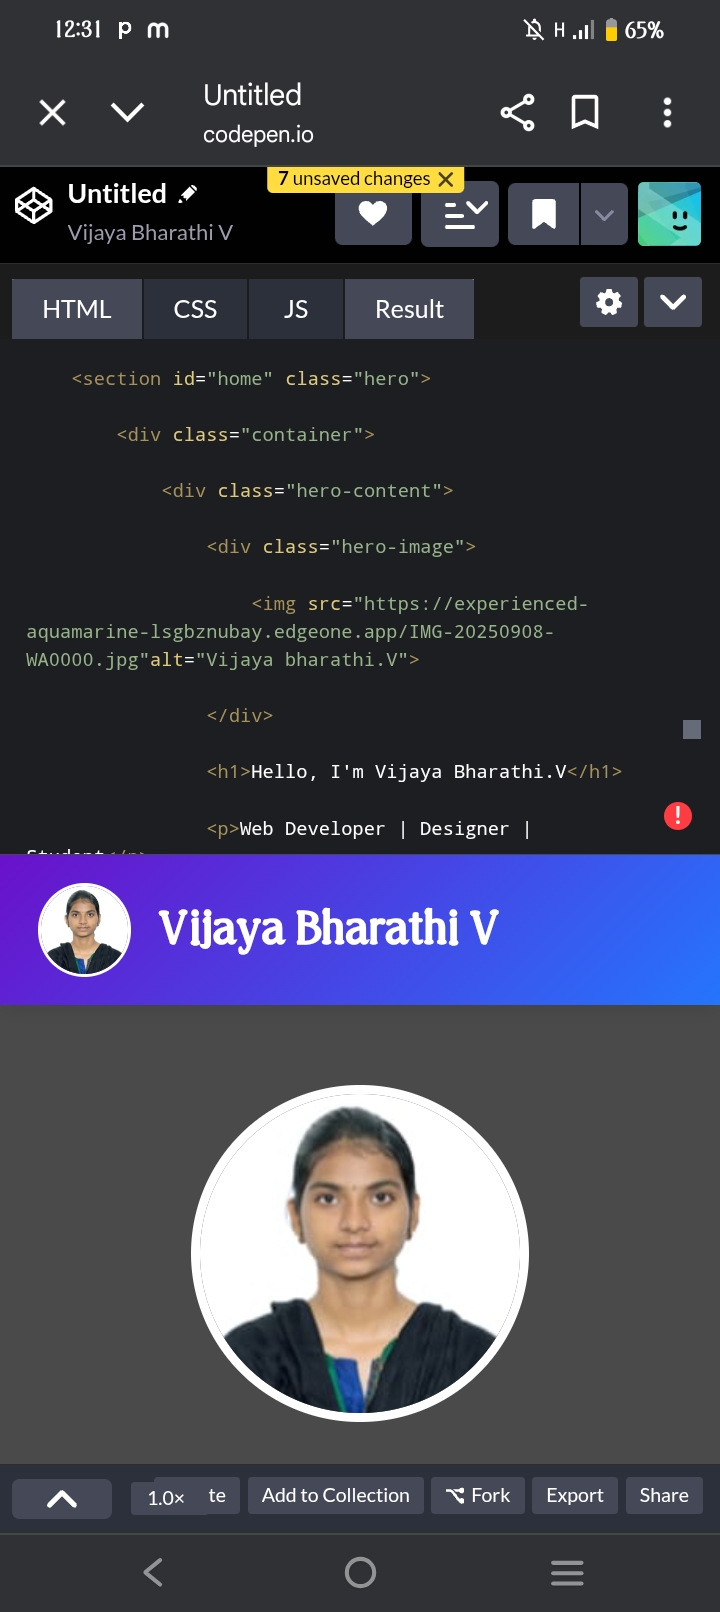 12:31 p m H 65%
Untitled
codepen.io
7 unsaved changes
Untitled
Vijaya Bharathi V
HTML CSS JS Result
<section id="home" class="hero">
<div class="container">
<div class="hero-content">
<div class="hero-image">
<img src="https://experienced-
aquamarine-lsgbznubay.edgeone.app/IMG-20250908-
WA0000.jpg"alt="Vijaya bharathi.V">
</div>
<h1>Hello, I'm Vijaya Bharathi.V</h1>
<p>Web Developer | Designer |
Student</p>
!
Vijaya Bharathi V
1.0× te Add to Collection Fork Export Share